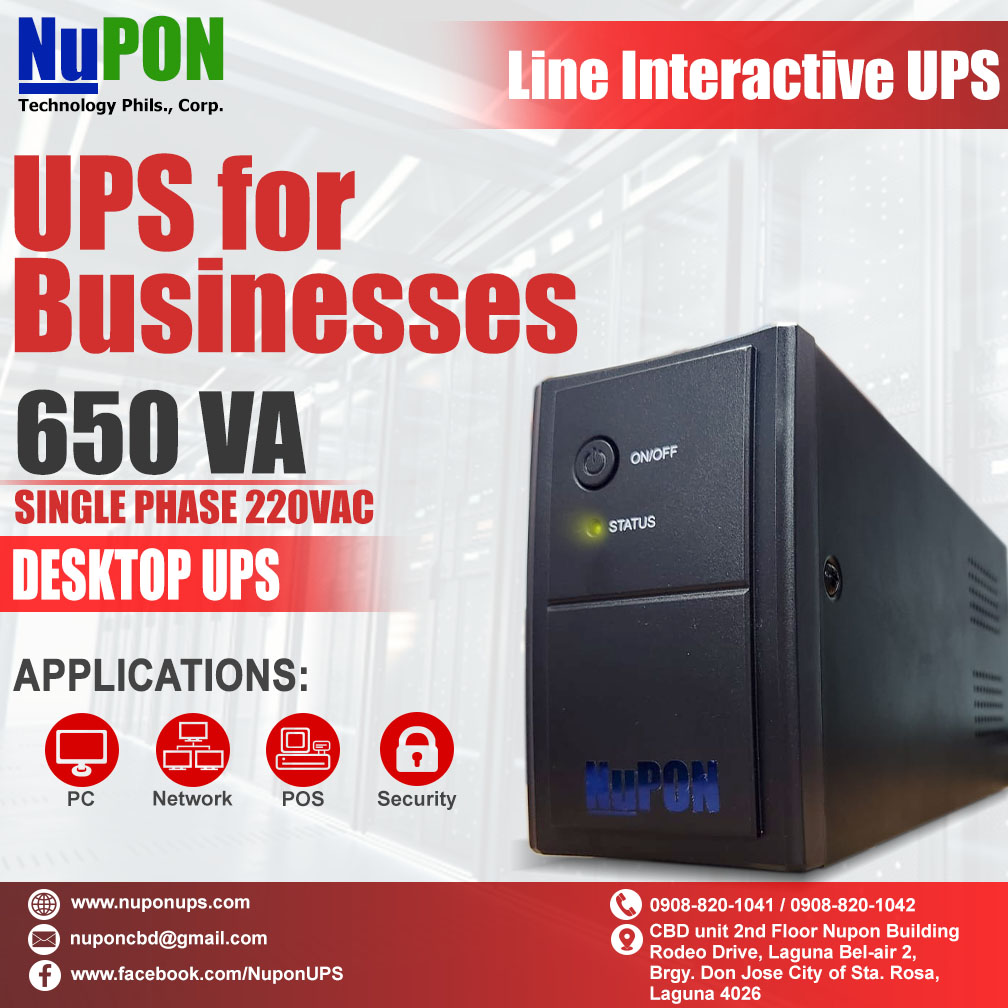 NuPON
Technology Phils., Corp.
Line Interactive UPS
UPS for
Businesses
650 VA
SINGLE PHASE 220VAC
DESKTOP UPS
APPLICATIONS:
PC
Network
POS
Security
ON/OFF
STATUS
NuPON
www.nuponups.com
nuponcbd@gmail.com
www.facebook.com/NuponUPS
0908-820-1041 / 0908-820-1042
CBD unit 2nd Floor Nupon Building
Rodeo Drive, Laguna Bel-air 2,
Brgy. Don Jose City of Sta. Rosa,
Laguna 4026